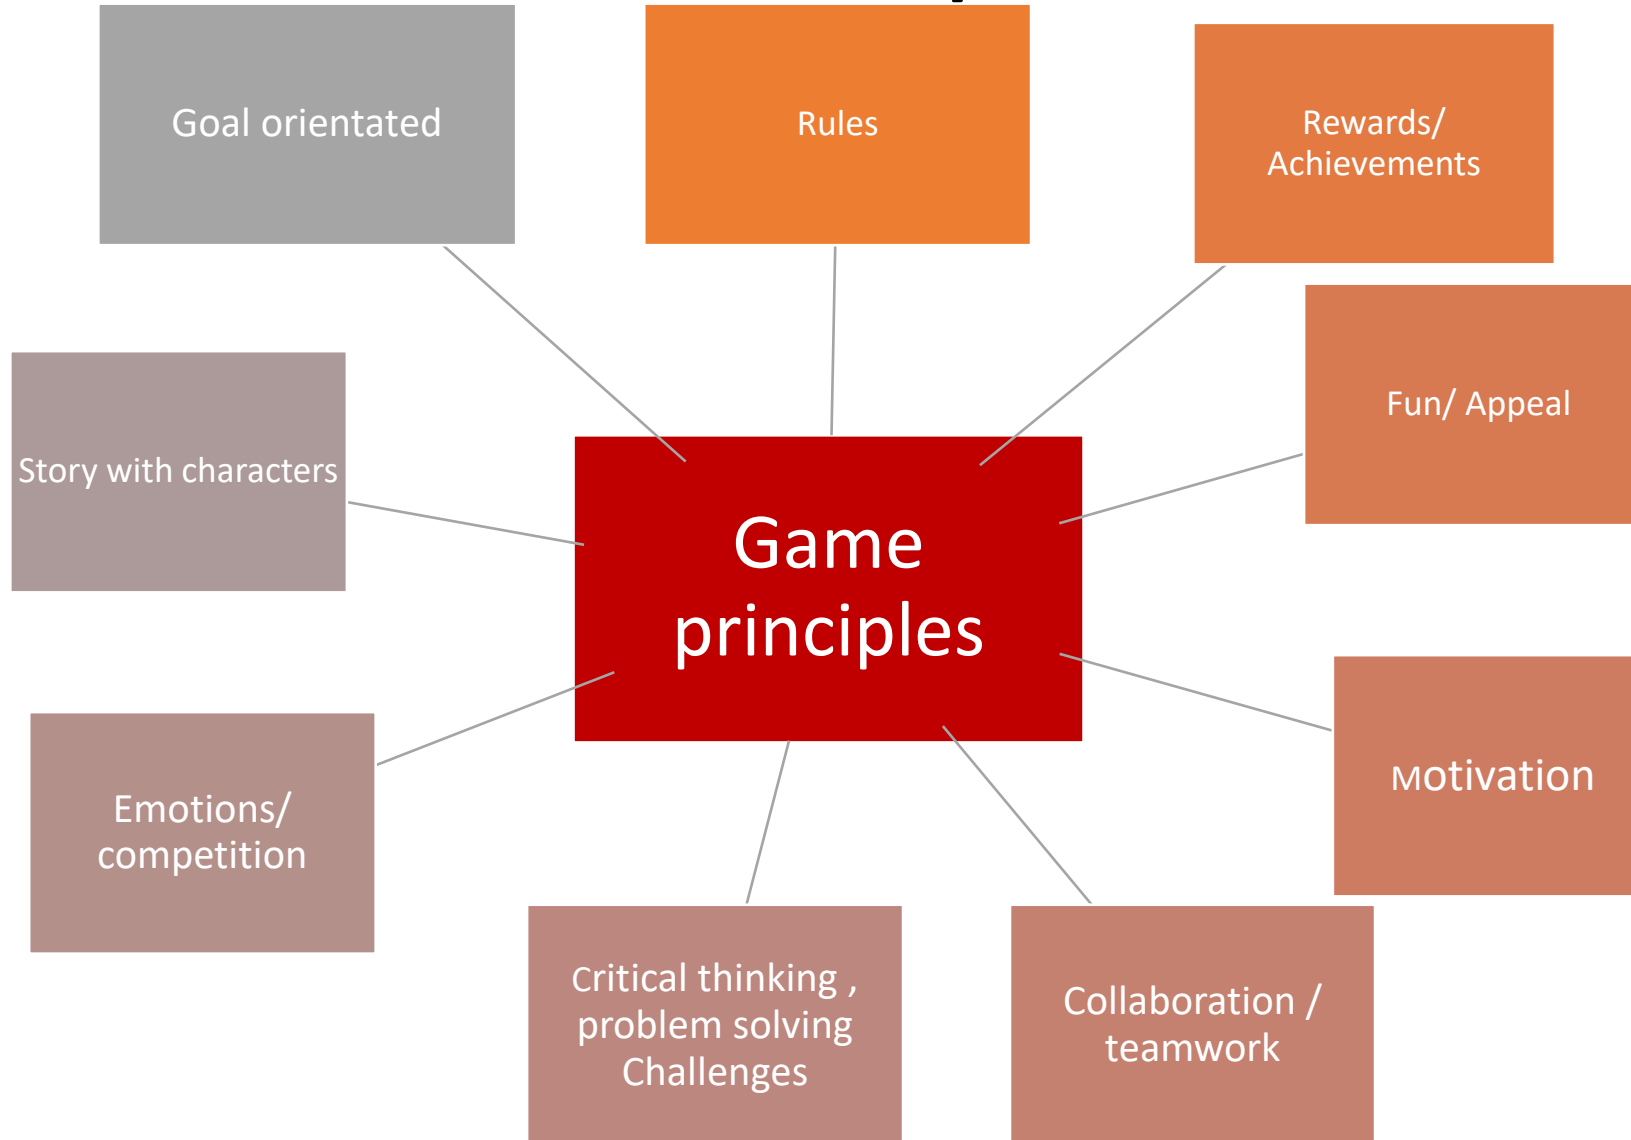 Goal orientated
Rules
Rewards/
Achievements
Fun/ Appeal
Story with characters
Game
principles
Motivation
Emotions/
competition
Critical thinking ,
problem solving
Challenges
Collaboration /
teamwork